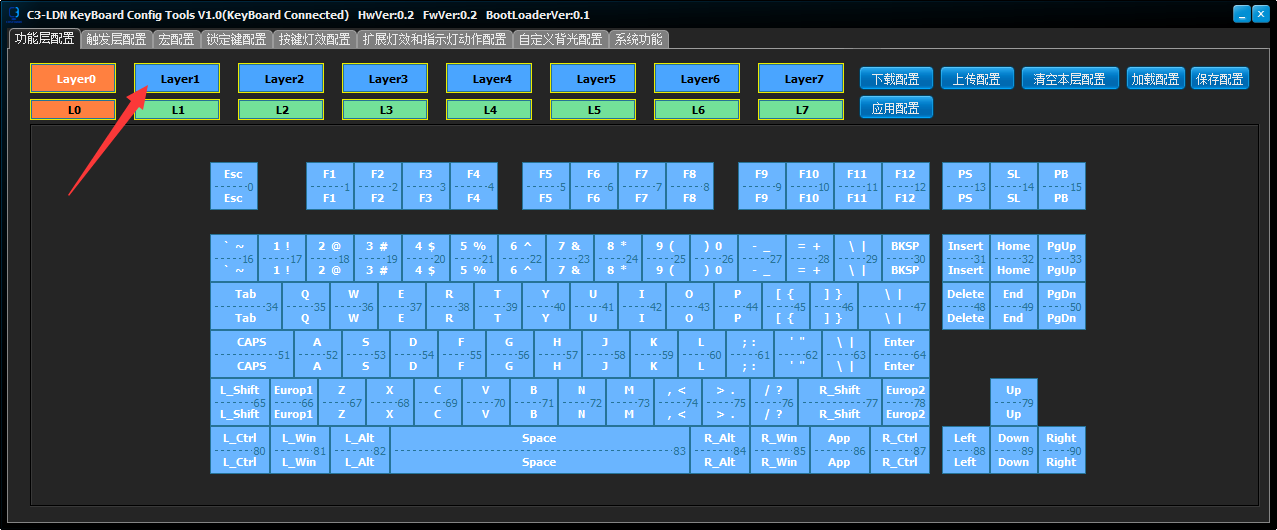 C3-LDN KeyBoard Config Tools V1.0(KeyBoard Connected) HwVer:0.2 FwVer:0.2 BootLoaderVer:0.1
功能层配置 触发层配置 宏配置 锁定键配置 按键灯效配置 扩展灯效和指示灯动作配置 自定义背光配置 系统功能
Layer0 Layer1 Layer2 Layer3 Layer4 Layer5 Layer6 Layer7 下载配置 上传配置 清空本层配置 加载配置 保存配置
L0 L1 L2 L3 L4 L5 L6 L7 应用配置
Esc F1 F2 F3 F4 F5 F6 F7 F8 F9 F10 F11 F12 PS SL PB
0 1 2 3 4 5 6 7 8 9 10 11 12 13 14 15
Esc F1 F2 F3 F4 F5 F6 F7 F8 F9 F10 F11 F12 PS SL PB
` ~ 1 ! 2 @ 3 # 4 $ 5 % 6 ^ 7 & 8 * 9 ( ) 0 - _ = + \ | BKSP Insert Home PgUp
16 17 18 19 20 21 22 23 24 25 26 27 28 29 30 31 32 33
` ~ 1 ! 2 @ 3 # 4 $ 5 % 6 ^ 7 & 8 * 9 ( ) 0 - _ = + \ | BKSP Insert Home PgUp
Tab Q W E R T Y U I O P [ { ] } \ | Delete End PgDn
34 35 36 37 38 39 40 41 42 43 44 45 46 47 48 49 50
Tab Q W E R T Y U I O P [ { ] } \ | Delete End PgDn
CAPS A S D F G H J K L ; : ' " \ | Enter
51 52 53 54 55 56 57 58 59 60 61 62 63 64
CAPS A S D F G H J K L ; : ' " \ | Enter
L_Shift Europ1 Z X C V B N M , < > . / ? R_Shift Europ2 Up
65 66 67 68 69 70 71 72 73 74 75 76 77 78 79
L_Shift Europ1 Z X C V B N M , < > . / ? R_Shift Europ2 Up
L_Ctrl L_Win L_Alt Space R_Alt R_Win App R_Ctrl Left Down Right
80 81 82 83 84 85 86 87 88 89 90
L_Ctrl L_Win L_Alt Space R_Alt R_Win App R_Ctrl Left Down Right